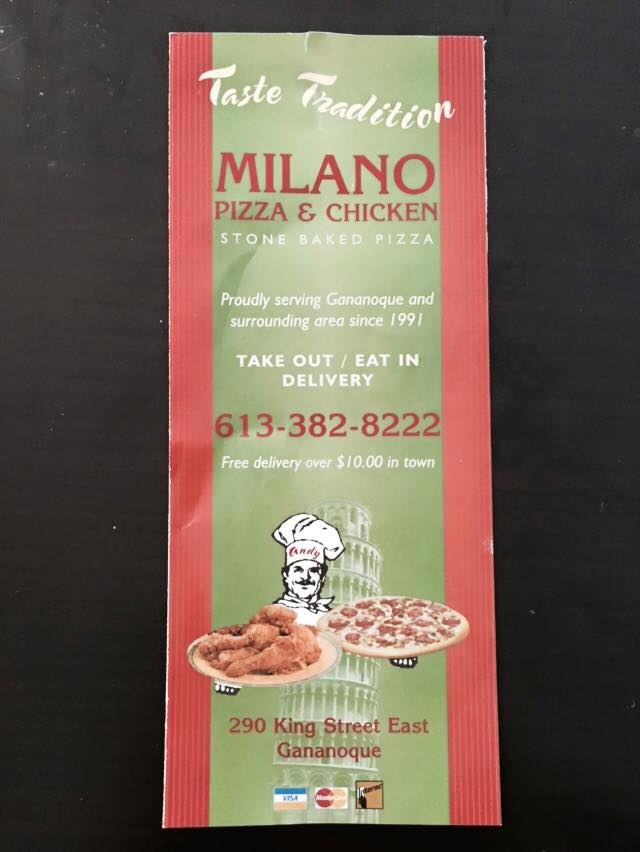 Taste Tradition
MILANO
PIZZA & CHICKEN
STONE BAKED PIZZA
Proudly serving Gananoque and
surrounding area since 1991
TAKE OUT / EAT IN
DELIVERY
613-382-8222
Free delivery over $10.00 in town
Andy
290 King Street East
Gananoque
VISA MasterCard Interac